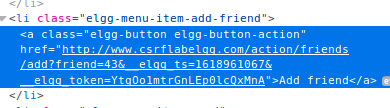 </li>
<li class="elgg-menu-item-add-friend">
<a class="elgg-button elgg-button-action"
href="http://www.csrflabelgg.com/action/friends
/add?friend=43&__elgg_ts=1618961067&
__elgg_token=YtqOo1mtrGnLEp0lcQxMnA">Add friend</a>
</li>